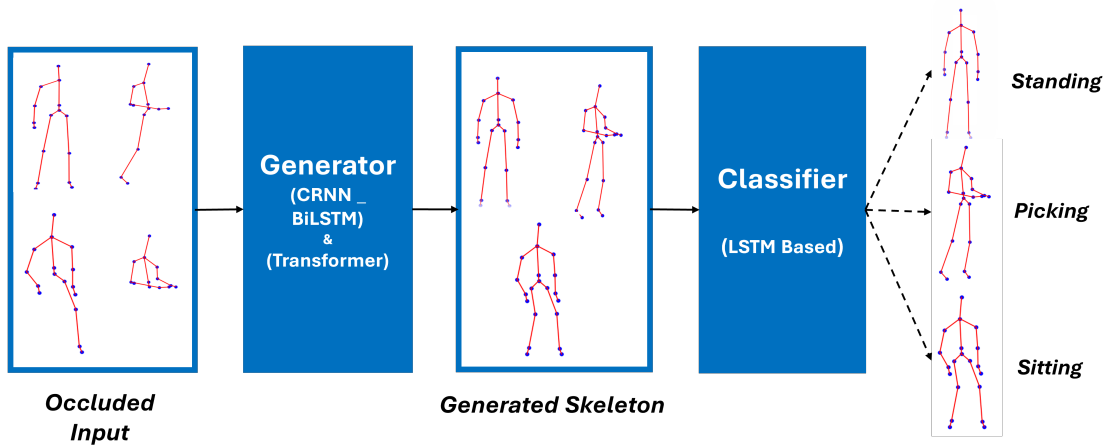 Occluded
Input
Generator
(CRNN _
BiLSTM)
&
(Transformer)
Generated Skeleton
Classifier
(LSTM Based)
Standing
Picking
Sitting